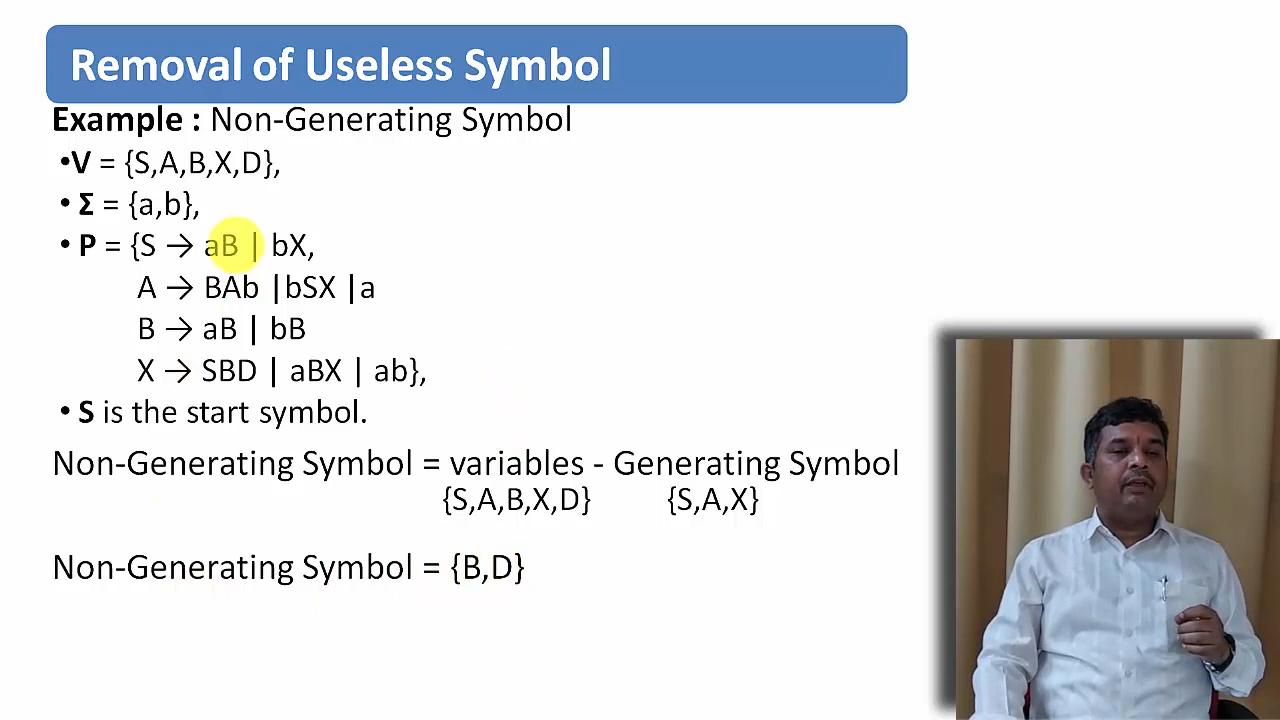 Removal of Useless Symbol
Example : Non-Generating Symbol
•V = {S,A,B,X,D},
• Σ = {a,b},
• P = {S → aB | bX,
A → BAb |bSX |a
B → aB | bB
X → SBD | aBX | ab},
• S is the start symbol.
Non-Generating Symbol = variables - Generating Symbol
{S,A,B,X,D} {S,A,X}
Non-Generating Symbol = {B,D}